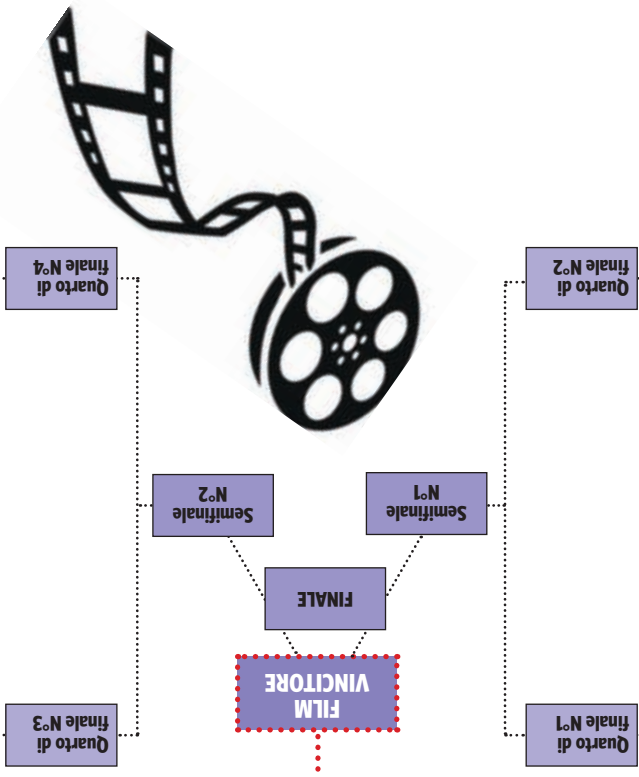 Quarto di
finale N°1
FILM
VINCITORE
Quarto di
finale N°3
FINALE
Semifinale
N°1
Semifinale
N°2
Quarto di
finale N°2
Quarto di
finale N°4